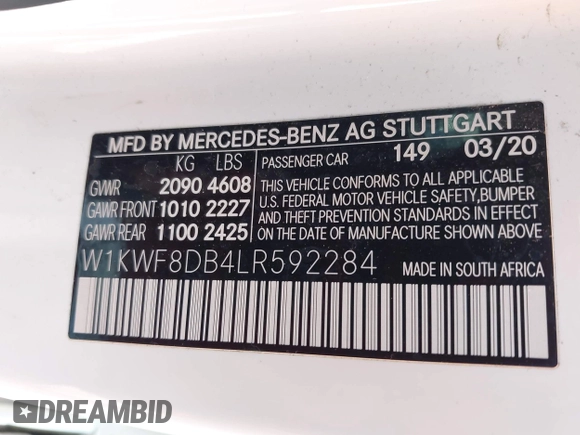 MFD BY MERCEDES-BENZ AG STUTTGART
KG LBS
PASSENGER CAR 149 03/20
GVWR 2090 4608
GAWR FRONT 1010 2227
GAWR REAR 1100 2425
THIS VEHICLE CONFORMS TO ALL APPLICABLE
U.S. FEDERAL MOTOR VEHICLE SAFETY, BUMPER
AND THEFT PREVENTION STANDARDS IN EFFECT
ON THE DATE OF MANUFACTURE SHOWN ABOVE
W1KWF8DB4LR592284
MADE IN SOUTH AFRICA
DREAMBID